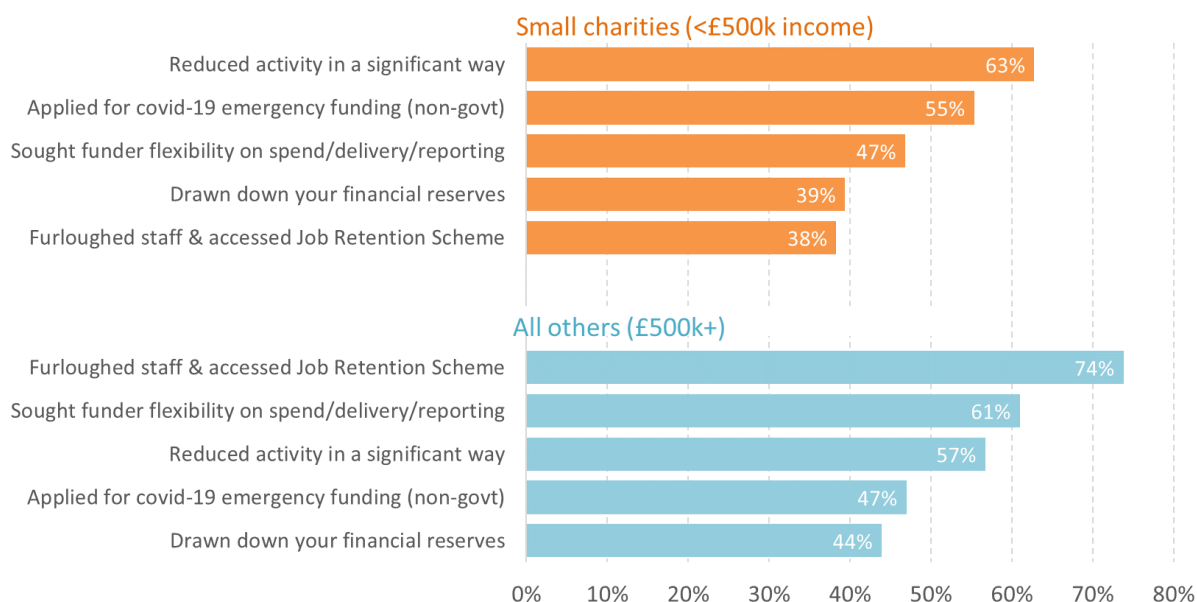 Small charities (<£500k income)
Reduced activity in a significant way 63%
Applied for covid-19 emergency funding (non-govt) 55%
Sought funder flexibility on spend/delivery/reporting 47%
Drawn down your financial reserves 39%
Furloughed staff & accessed Job Retention Scheme 38%
All others (£500k+)
Furloughed staff & accessed Job Retention Scheme 74%
Sought funder flexibility on spend/delivery/reporting 61%
Reduced activity in a significant way 57%
Applied for covid-19 emergency funding (non-govt) 47%
Drawn down your financial reserves 44%
0% 10% 20% 30% 40% 50% 60% 70% 80%